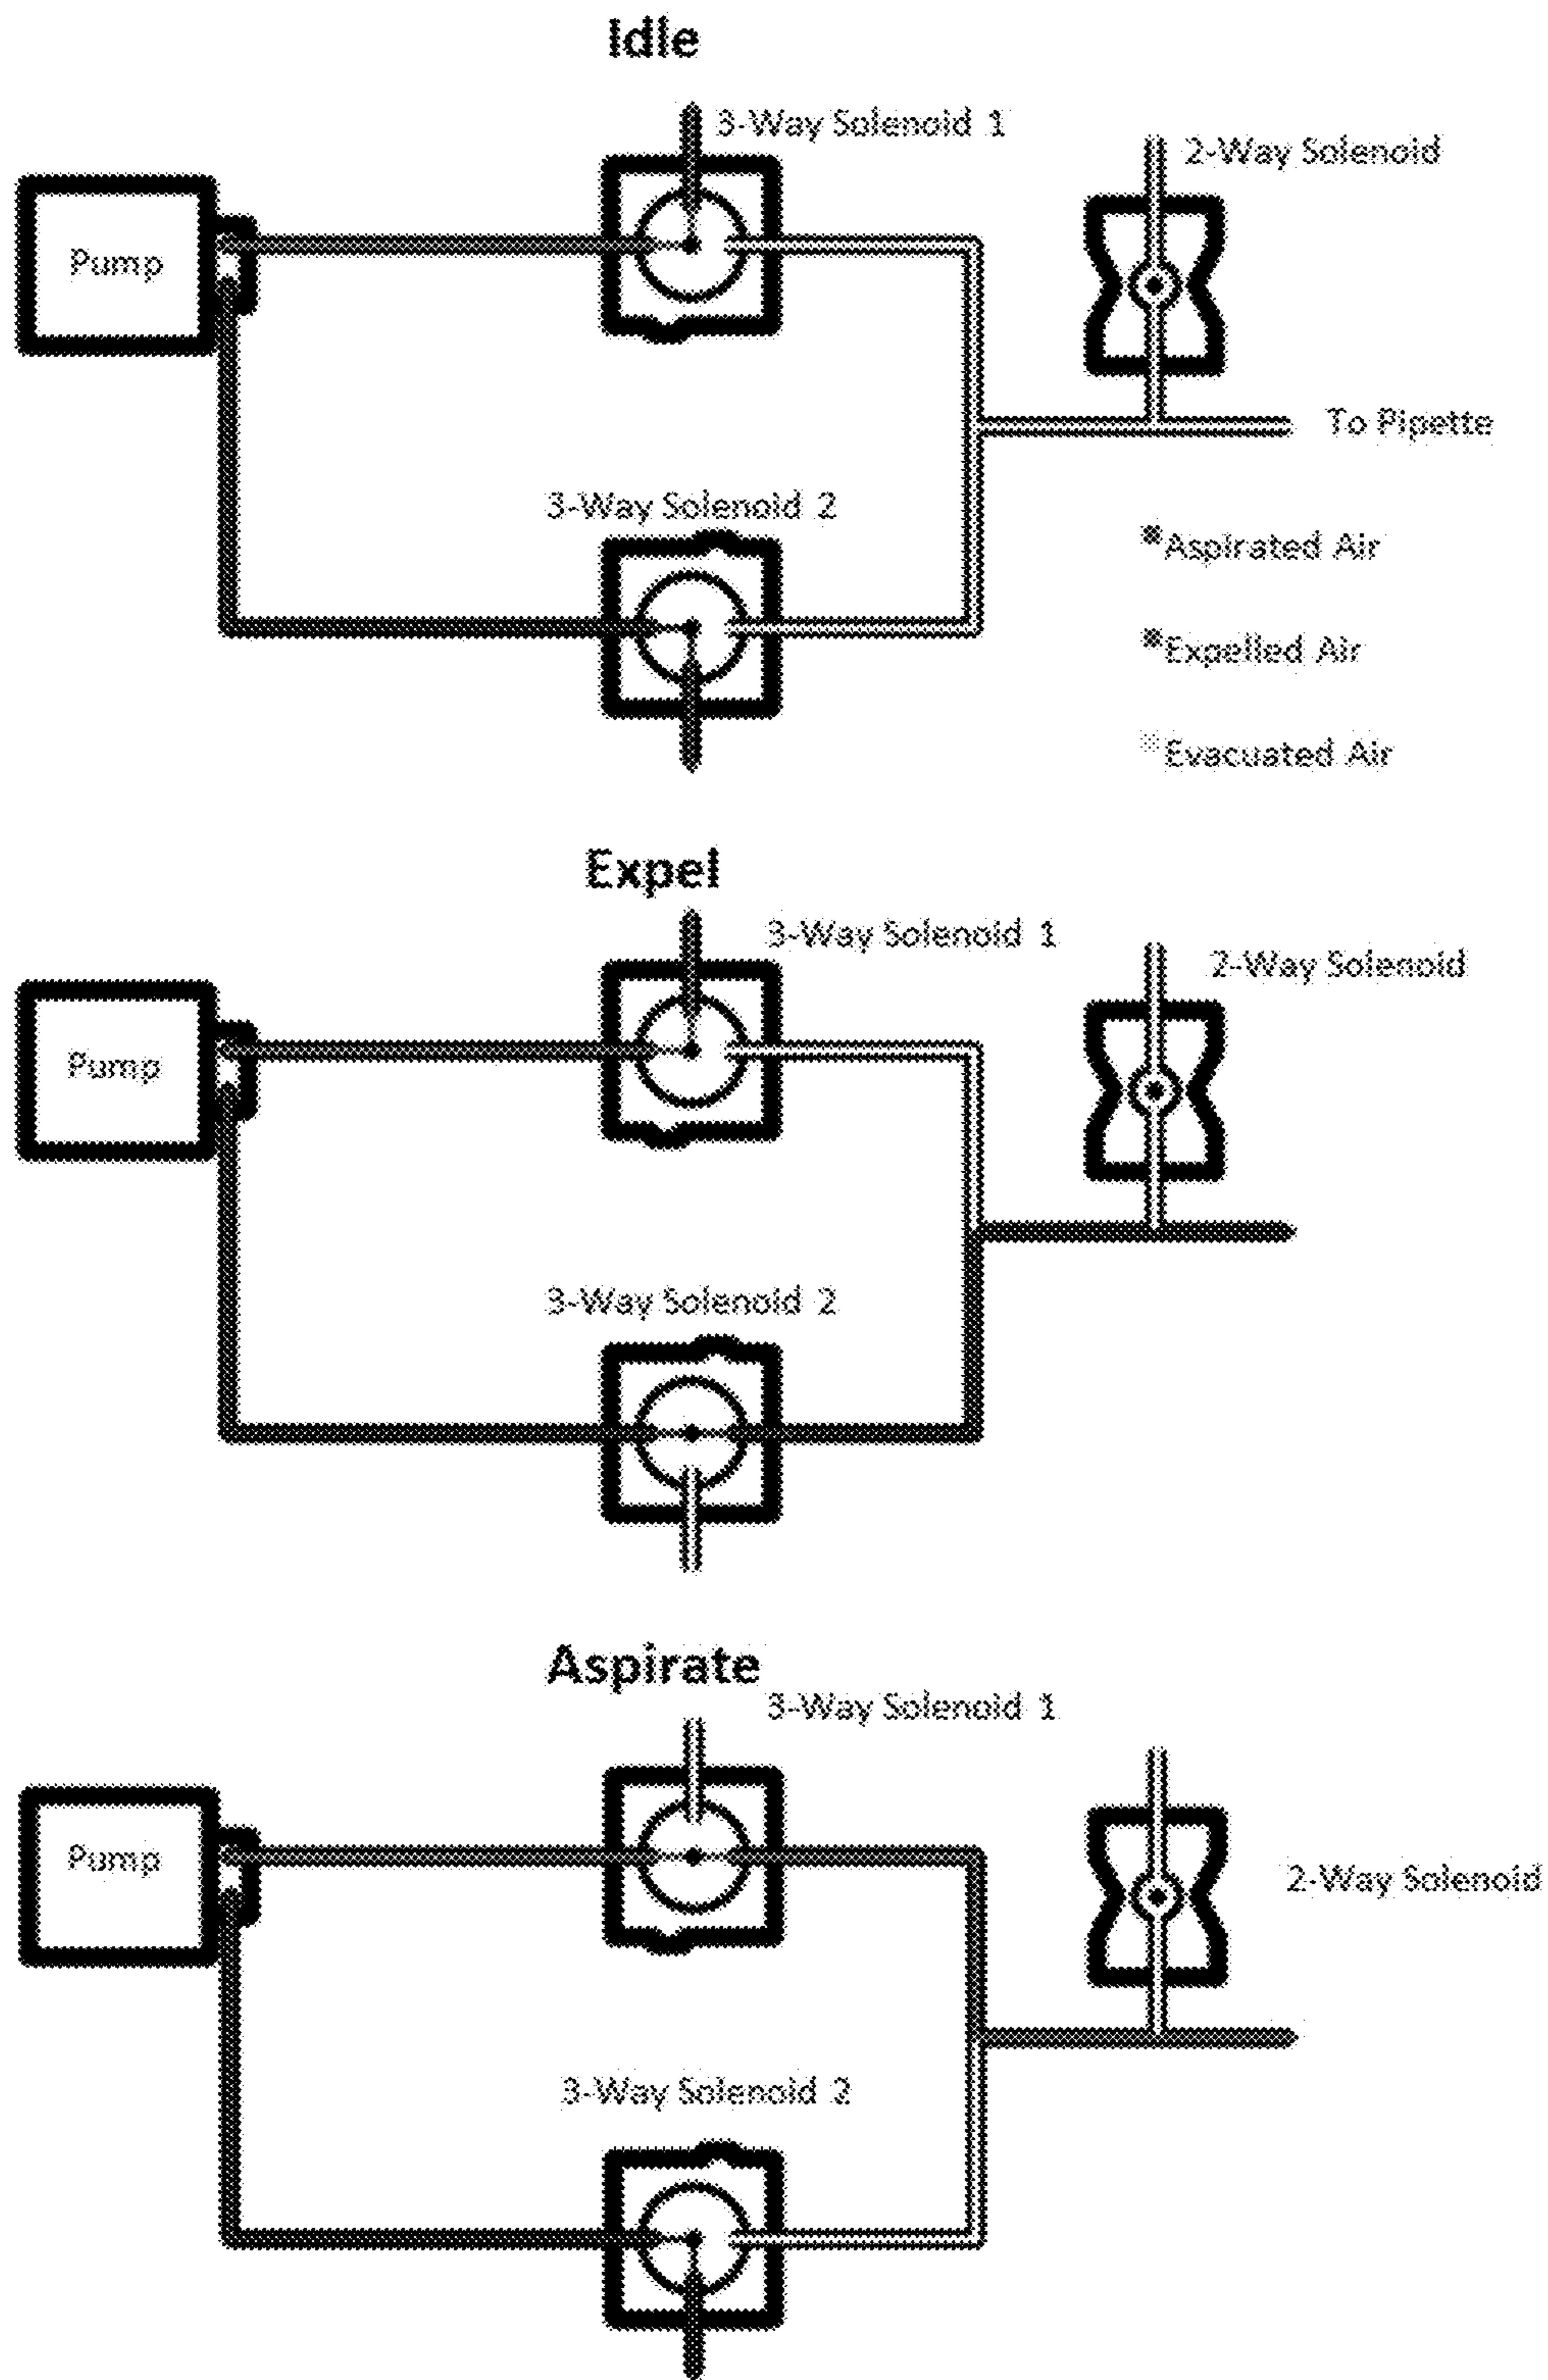 Idle
3-Way Solenoid 1
2-Way Solenoid
Pump
To Pipette
3-Way Solenoid 2
Aspirated Air
Expelled Air
Evacuated Air
Expel
3-Way Solenoid 1
2-Way Solenoid
Pump
3-Way Solenoid 2
Aspirate
3-Way Solenoid 1
Pump
2-Way Solenoid
3-Way Solenoid 2